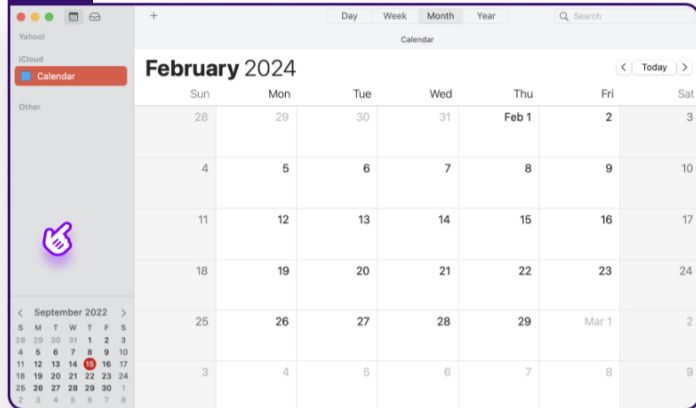 Day Week Month Year Search
Yahoo!
Calendar
iCloud
Calendar
Other
February 2024
Today
Sun Mon Tue Wed Thu Fri Sat
28 29 30 31 Feb 1 2 3
4 5 6 7 8 9 10
11 12 13 14 15 16 17
18 19 20 21 22 23 24
25 26 27 28 29 Mar 1 2
3 4 5 6 7 8 9
September 2022
S M T W T F S
28 29 30 31 1 2 3
4 5 6 7 8 9 10
11 12 13 14 15 16 17
18 19 20 21 22 23 24
25 26 27 28 29 30 1
2 3 4 5 6 7 8